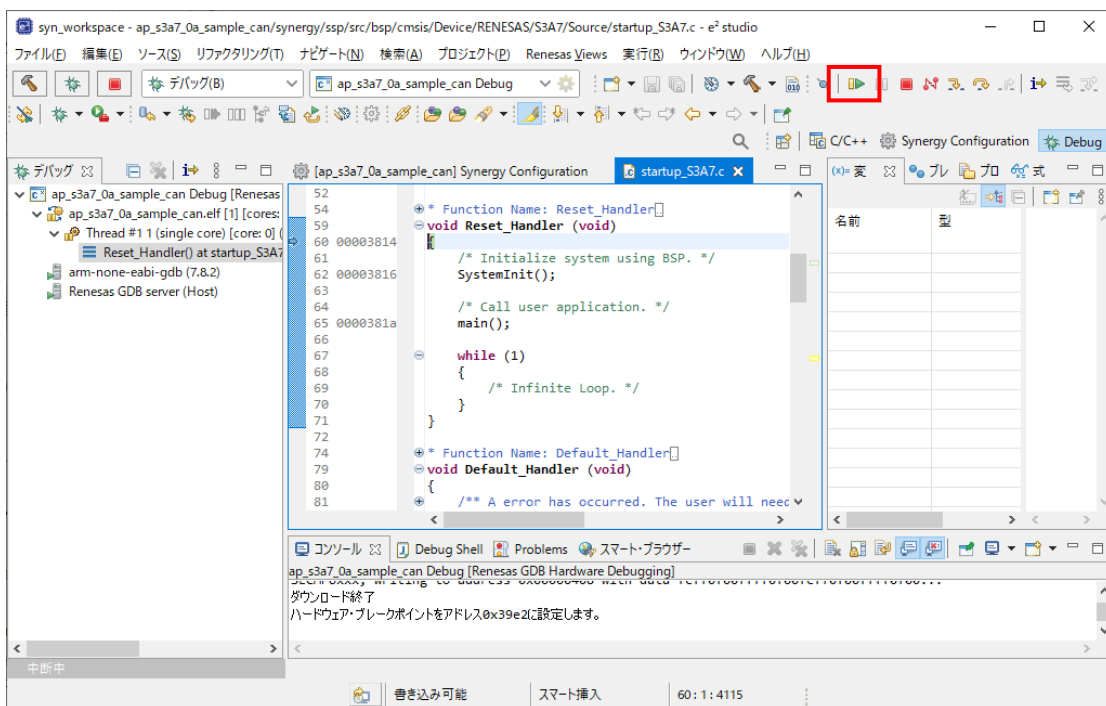 syn_workspace - ap_s3a7_0a_sample_can/synergy/ssp/src/bsp/cmsis/Device/RENESAS/S3A7/Source/startup_S3A7.c - e² studio
ファイル(F) 編集(E) ソース(S) リファクタリング(T) ナビゲート(N) 検索(A) プロジェクト(P) Renesas Views 実行(R) ウィンドウ(W) ヘルプ(H)
デバッグ(B) ap_s3a7_0a_sample_can Debug
C/C++ Synergy Configuration Debug
デバッグ
ap_s3a7_0a_sample_can Debug [Renesas
ap_s3a7_0a_sample_can.elf [1] [cores:
Thread #1 1 (single core) [core: 0] (
Reset_Handler() at startup_S3A7
arm-none-eabi-gdb (7.8.2)
Renesas GDB server (Host)
[ap_s3a7_0a_sample_can] Synergy Configuration startup_S3A7.c
52
54 * Function Name: Reset_Handler
59 void Reset_Handler (void)
60 00003814 {
61 /* Initialize system using BSP. */
62 00003816 SystemInit();
63
64 /* Call user application. */
65 0000381a main();
66
67 while (1)
68 {
69 /* Infinite Loop. */
70 }
71 }
72
74 * Function Name: Default_Handler
79 void Default_Handler (void)
80 {
81 /** A error has occurred. The user will need
(x)= 変 ブレ プロ 式
名前 型
コンソール Debug Shell Problems スマート・ブラウザー
ap_s3a7_0a_sample_can Debug [Renesas GDB Hardware Debugging]
ダウンロード終了
ハードウェア・ブレークポイントをアドレス0x39e2に設定します。
中断中
書き込み可能 スマート挿入 60 : 1 : 4115